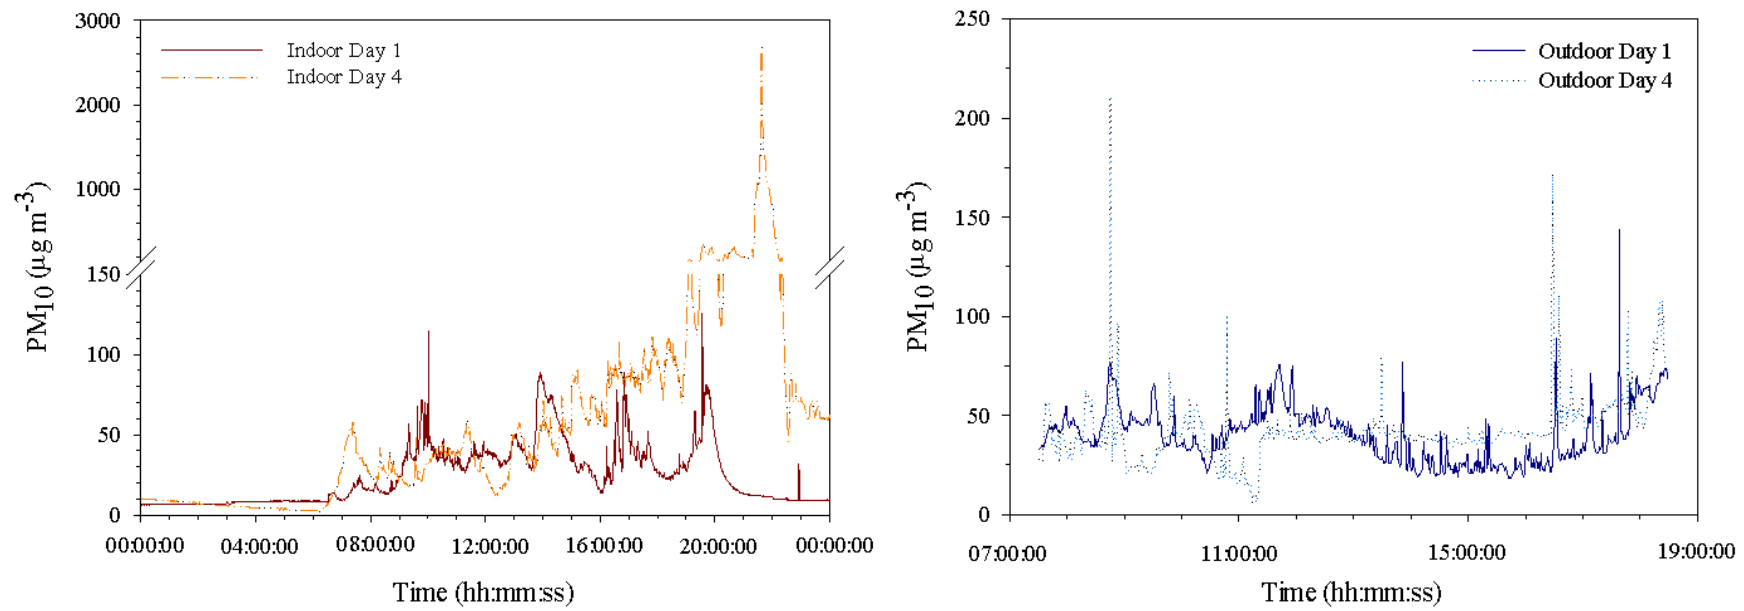 3000
2000
1000
150
100
50
0
PM10 (µg m-3)
Indoor Day 1
Indoor Day 4
00:00:00 04:00:00 08:00:00 12:00:00 16:00:00 20:00:00 00:00:00
Time (hh:mm:ss)
250
200
150
100
50
0
PM10 (µg m-3)
Outdoor Day 1
Outdoor Day 4
07:00:00 11:00:00 15:00:00 19:00:00
Time (hh:mm:ss)